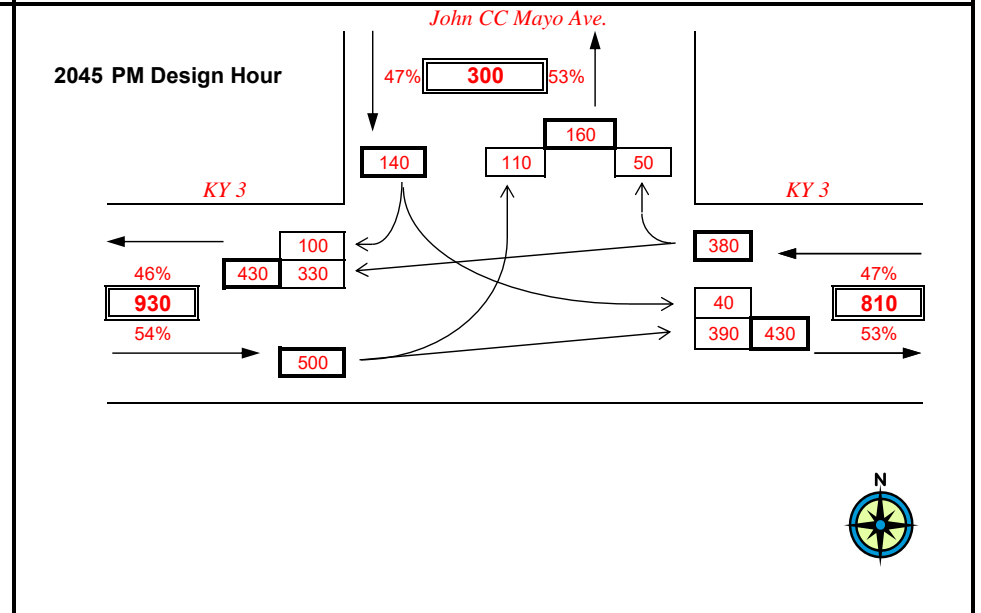 John CC Mayo Ave.
2045 PM Design Hour
47% 300 53%
160
140 110 50
KY 3 KY 3
100 380
46% 430 330 47%
930 40 810
54% 390 430 53%
500
N